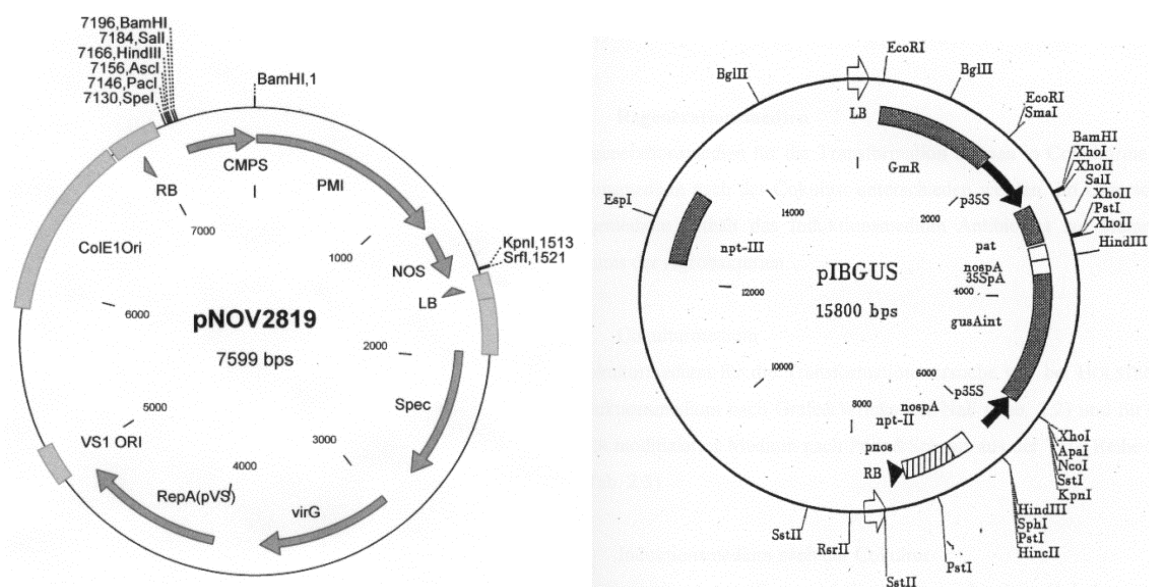 7196,BamHI
7184,SalI
7166,HindIII
7156,AscI
7146,PacI
7130,SpeI
BamHI,1
CMPS
PMI
RB
7000
1000
KpnI,1513
SrfI,1521
NOS
LB
ColE1Ori
6000
pNOV2819
7599 bps
2000
Spec
5000
VS1 ORI
3000
4000
RepA(pVS)
virG
EcoRI
BglII
BglII
LB
EcoRI
SmaI
GmR
BamHI
XhoI
XhoII
SalI
XhoII
PstI
XhoII
HindIII
EspI
14000
2000
p35S
pat
npt-III
nospA
35SpA
pIBGUS
15800 bps
12000
4000
gusAint
10000
6000
p35S
nospA
8000
npt-II
pnos
RB
XhoI
ApaI
NcoI
SstI
KpnI
HindIII
SphI
PstI
HincII
SstII
RsrII
PstI
SstII